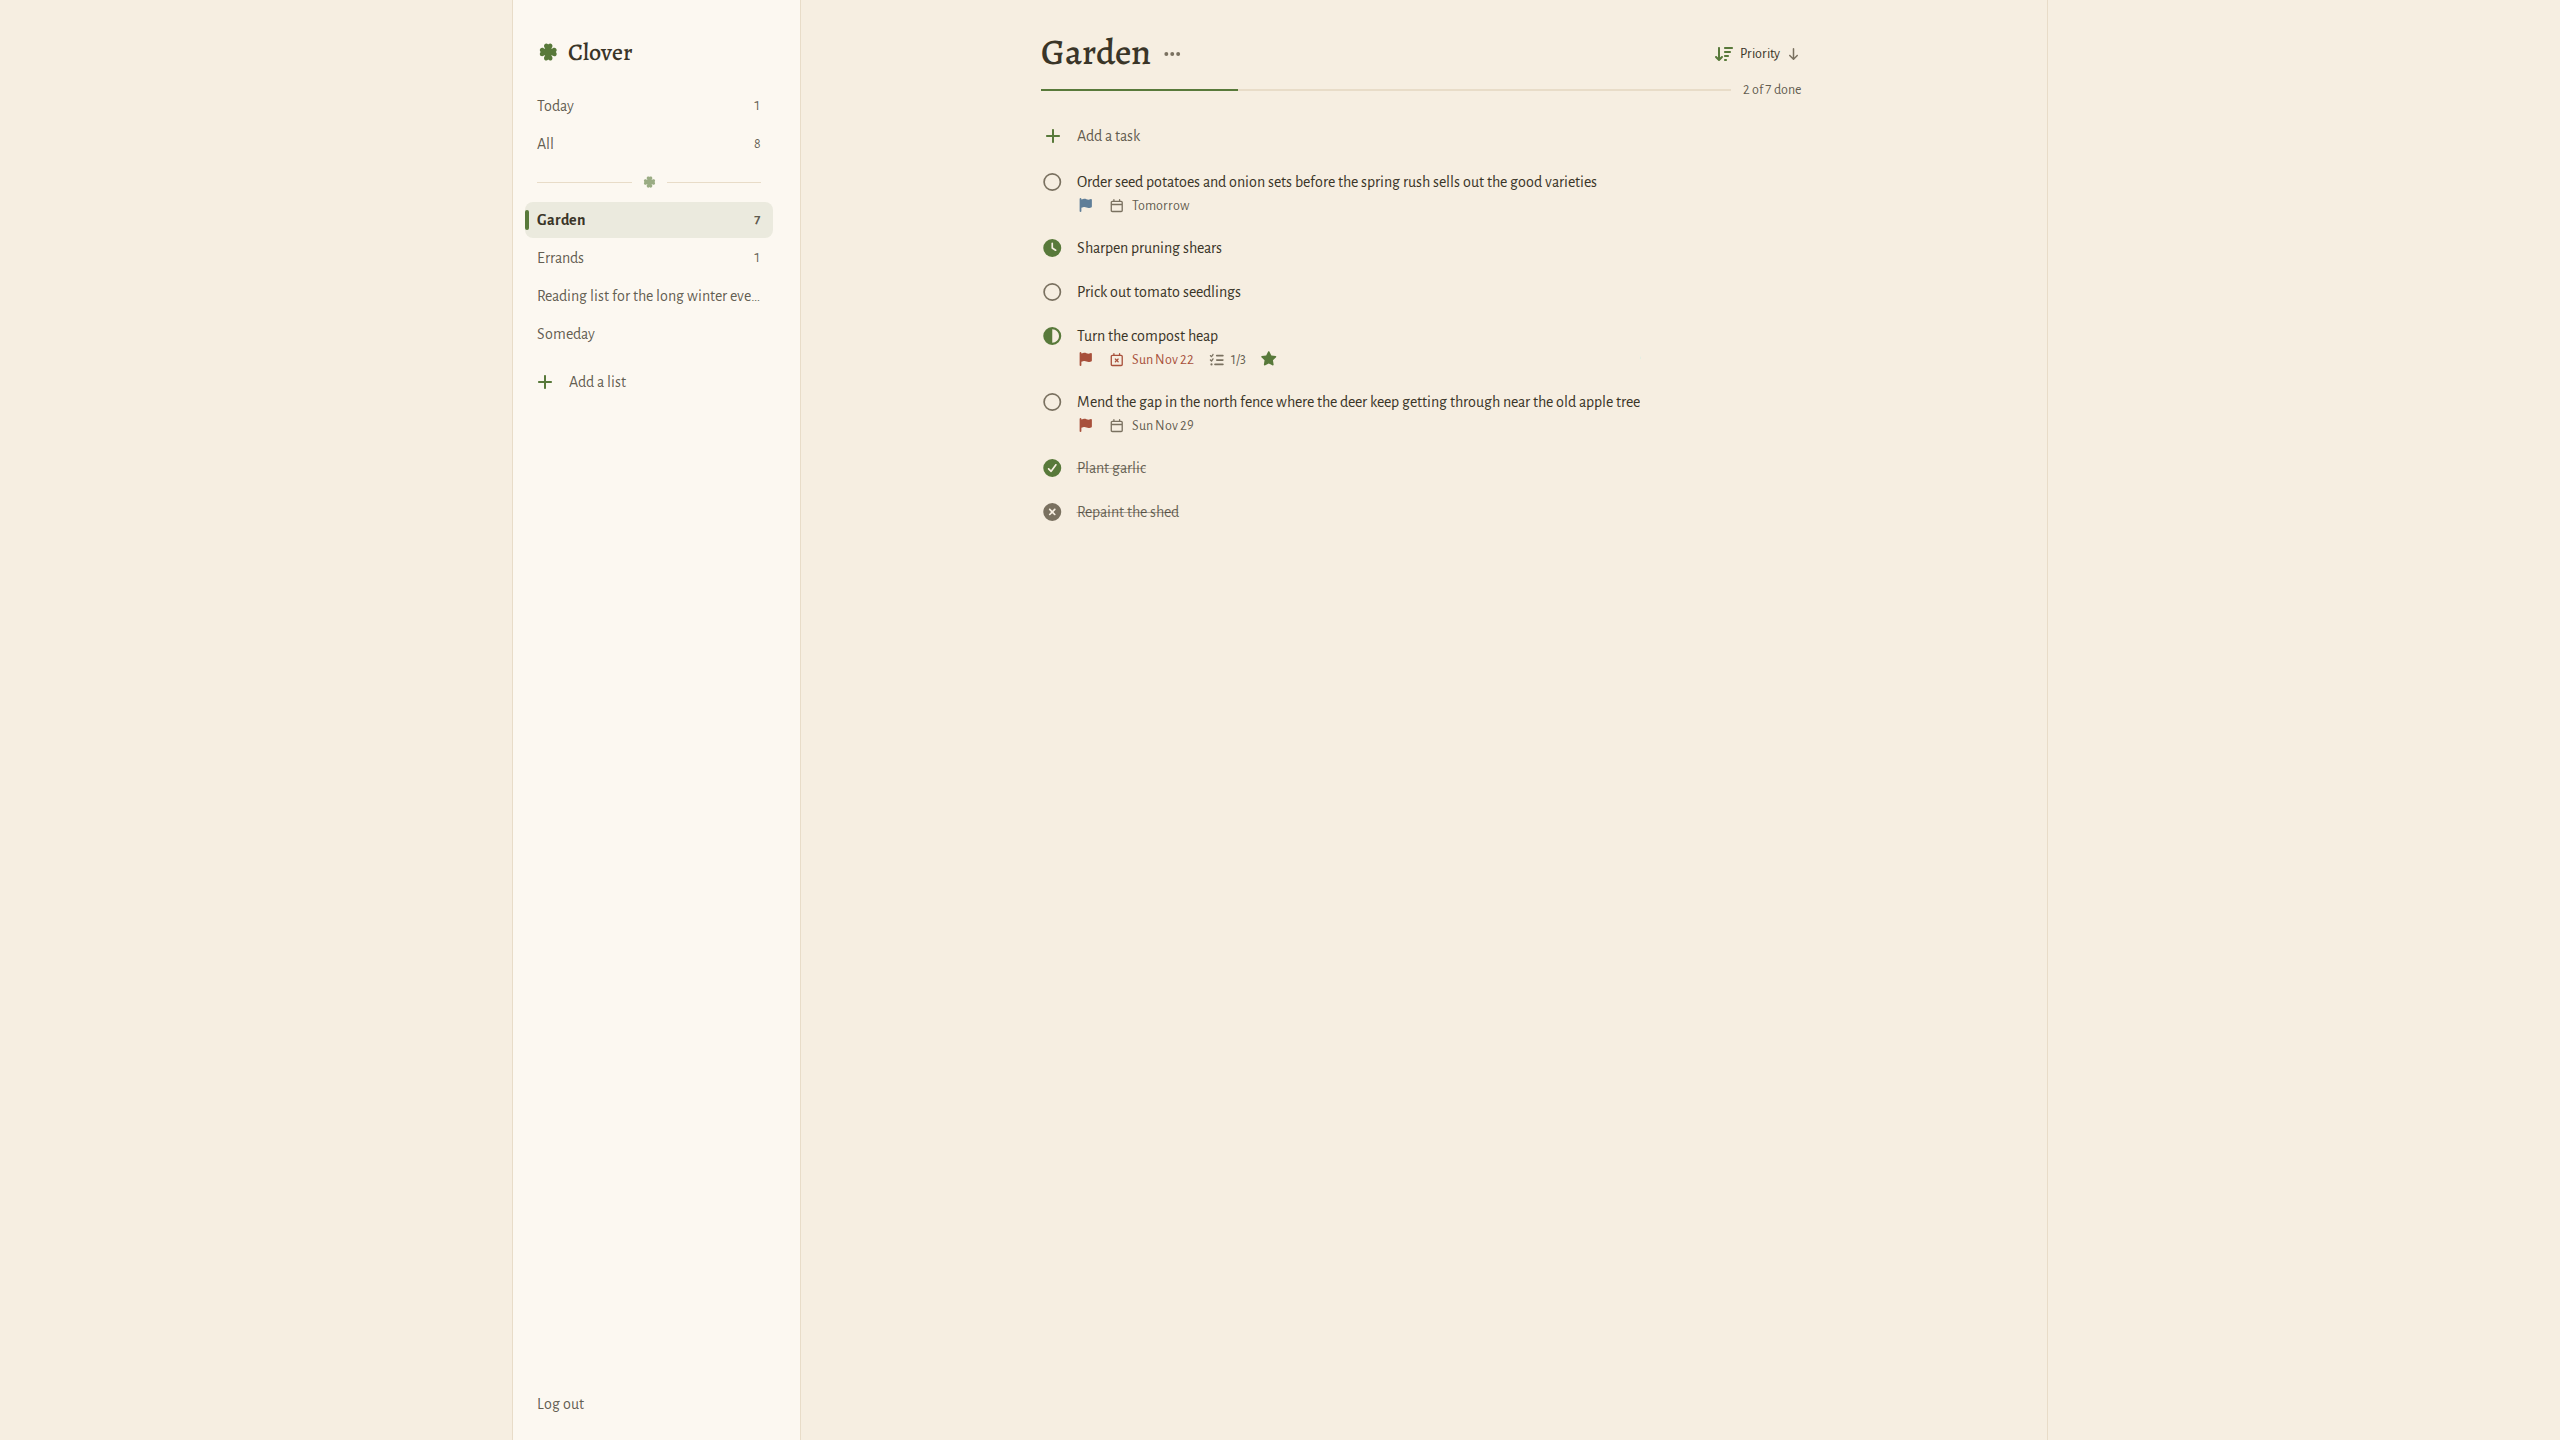 Clover
Today 1
All 8
Garden 7
Errands 1
Reading list for the long winter eve...
Someday
Add a list
Log out
Garden
Priority
2 of 7 done
Add a task
Order seed potatoes and onion sets before the spring rush sells out the good varieties
Tomorrow
Sharpen pruning shears
Prick out tomato seedlings
Turn the compost heap
Sun Nov 22 1/3
Mend the gap in the north fence where the deer keep getting through near the old apple tree
Sun Nov 29
Plant garlic
Repaint the shed